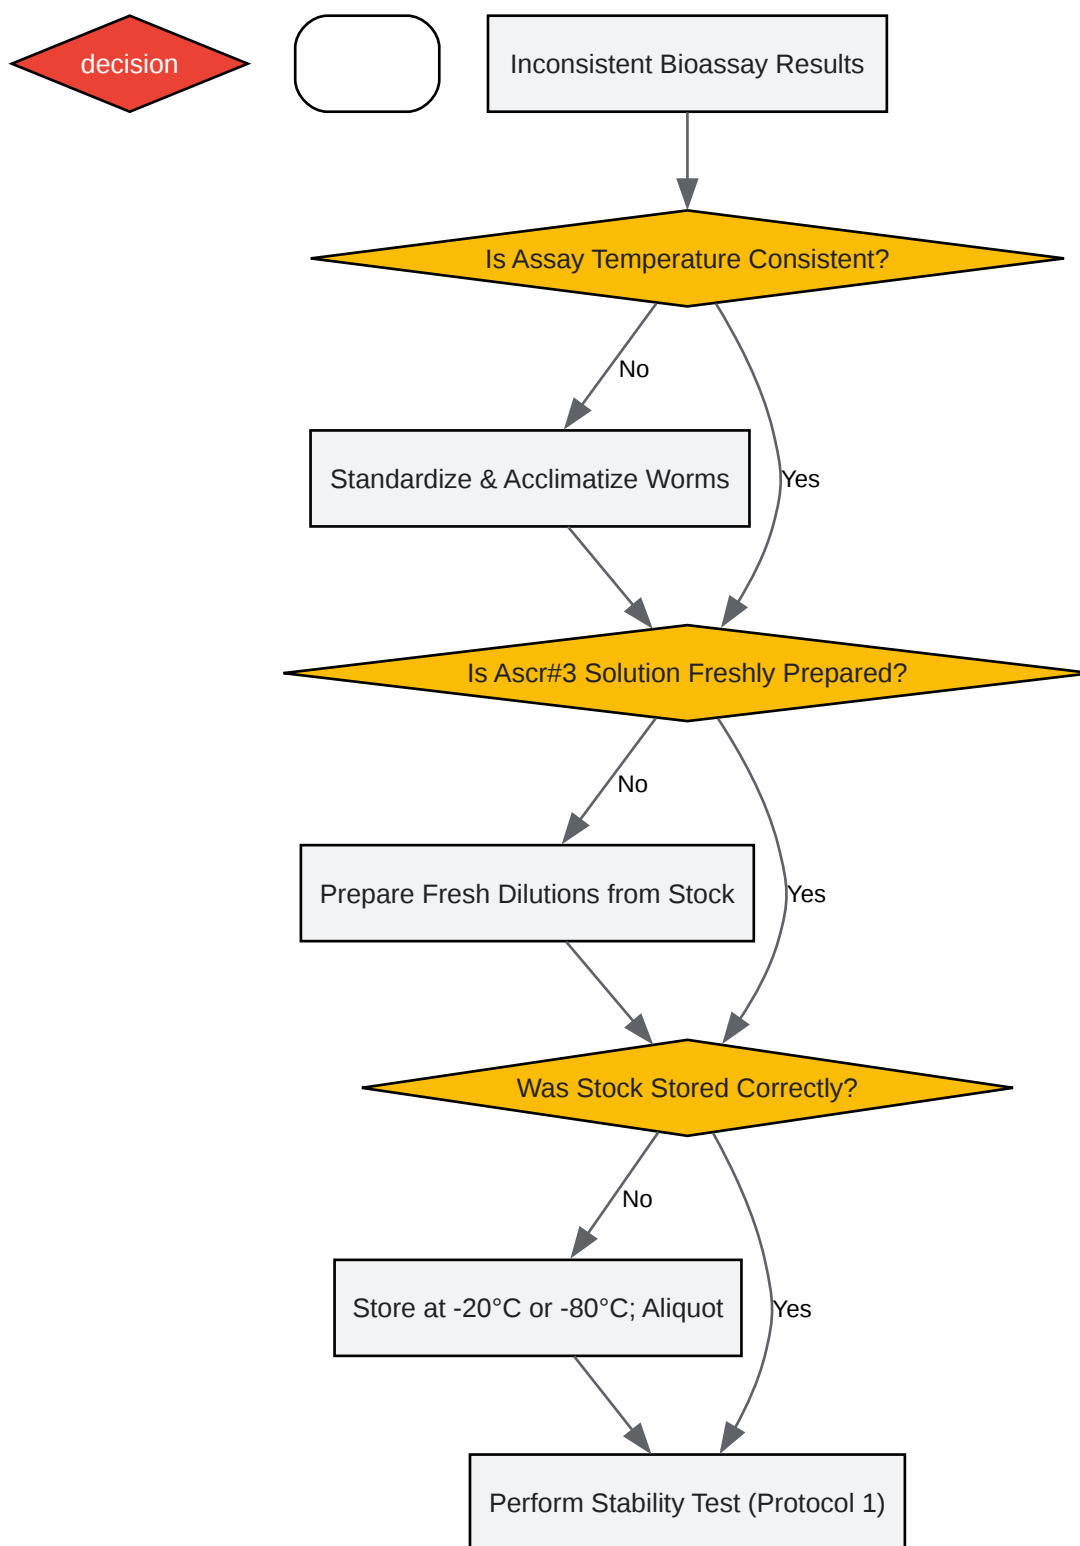 decision
Inconsistent Bioassay Results
Is Assay Temperature Consistent?
No
Standardize & Acclimatize Worms
Yes
Is Ascr#3 Solution Freshly Prepared?
No
Prepare Fresh Dilutions from Stock
Yes
Was Stock Stored Correctly?
No
Store at -20°C or -80°C; Aliquot
Yes
Perform Stability Test (Protocol 1)